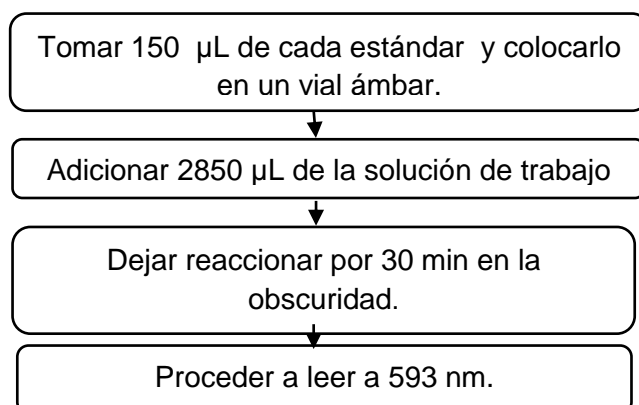 Tomar 150 µL de cada estándar y colocarlo
en un vial ámbar.
Adicionar 2850 µL de la solución de trabajo
Dejar reaccionar por 30 min en la
obscuridad.
Proceder a leer a 593 nm.